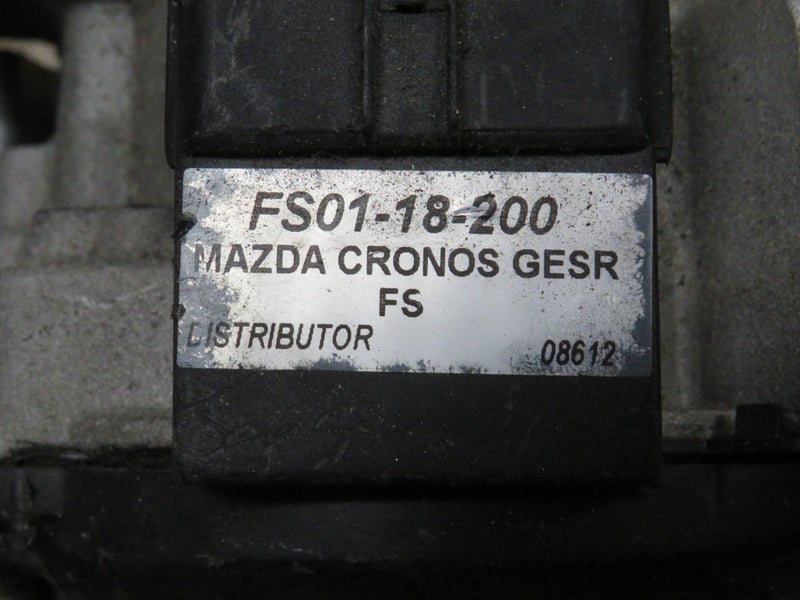 FS01-18-200
MAZDA CRONOS GESR
FS
DISTRIBUTOR 08612